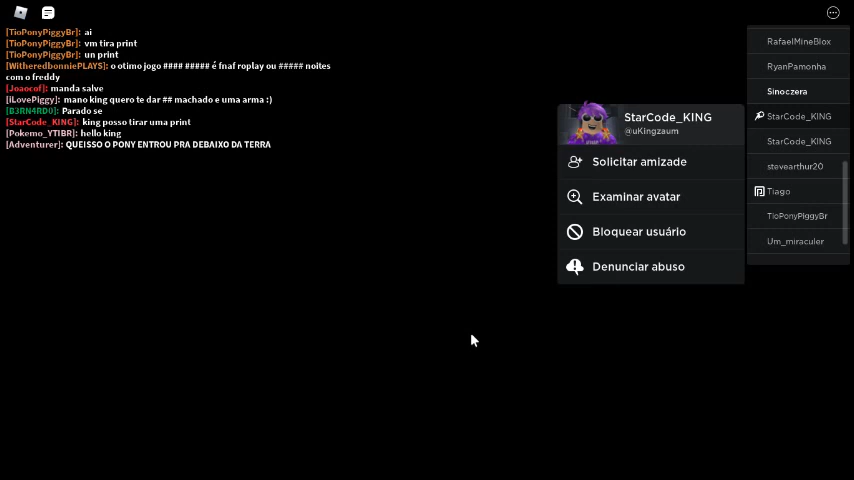 [TioPonyPiggyBr]: ai
[TioPonyPiggyBr]: vm tira print
[TioPonyPiggyBr]: un print
[WitheredbonniePLAYS]: o otimo jogo #### ##### é fnaf roplay ou ##### noites
com o freddy
[Joaocof]: manda salve
[iLovePiggy]: mano king quero te dar ## machado e uma arma :)
[B3RN4RD0]: Parado se
[StarCode_KING]: king posso tirar uma print
[Pokemo_YTIBR]: hello king
[Adventurer]: QUEISSO O PONY ENTROU PRA DEBAIXO DA TERRA
StarCode_KING
@uKingzaum
Solicitar amizade
Examinar avatar
Bloquear usuário
Denunciar abuso
RafaelMineBlox
RyanPamonha
Sinoczera
StarCode_KING
StarCode_KING
stevearthur20
Tiago
TioPonyPiggyBr
Um_miraculer